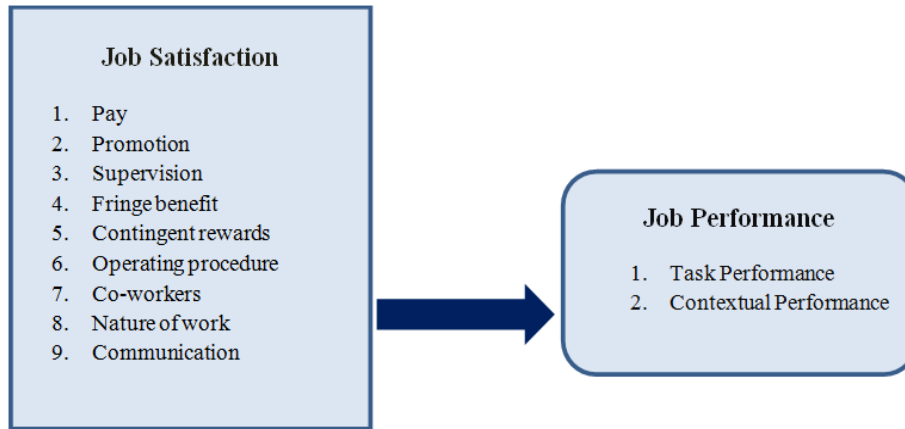 Job Satisfaction
1. Pay
2. Promotion
3. Supervision
4. Fringe benefit
5. Contingent rewards
6. Operating procedure
7. Co-workers
8. Nature of work
9. Communication
Job Performance
1. Task Performance
2. Contextual Performance